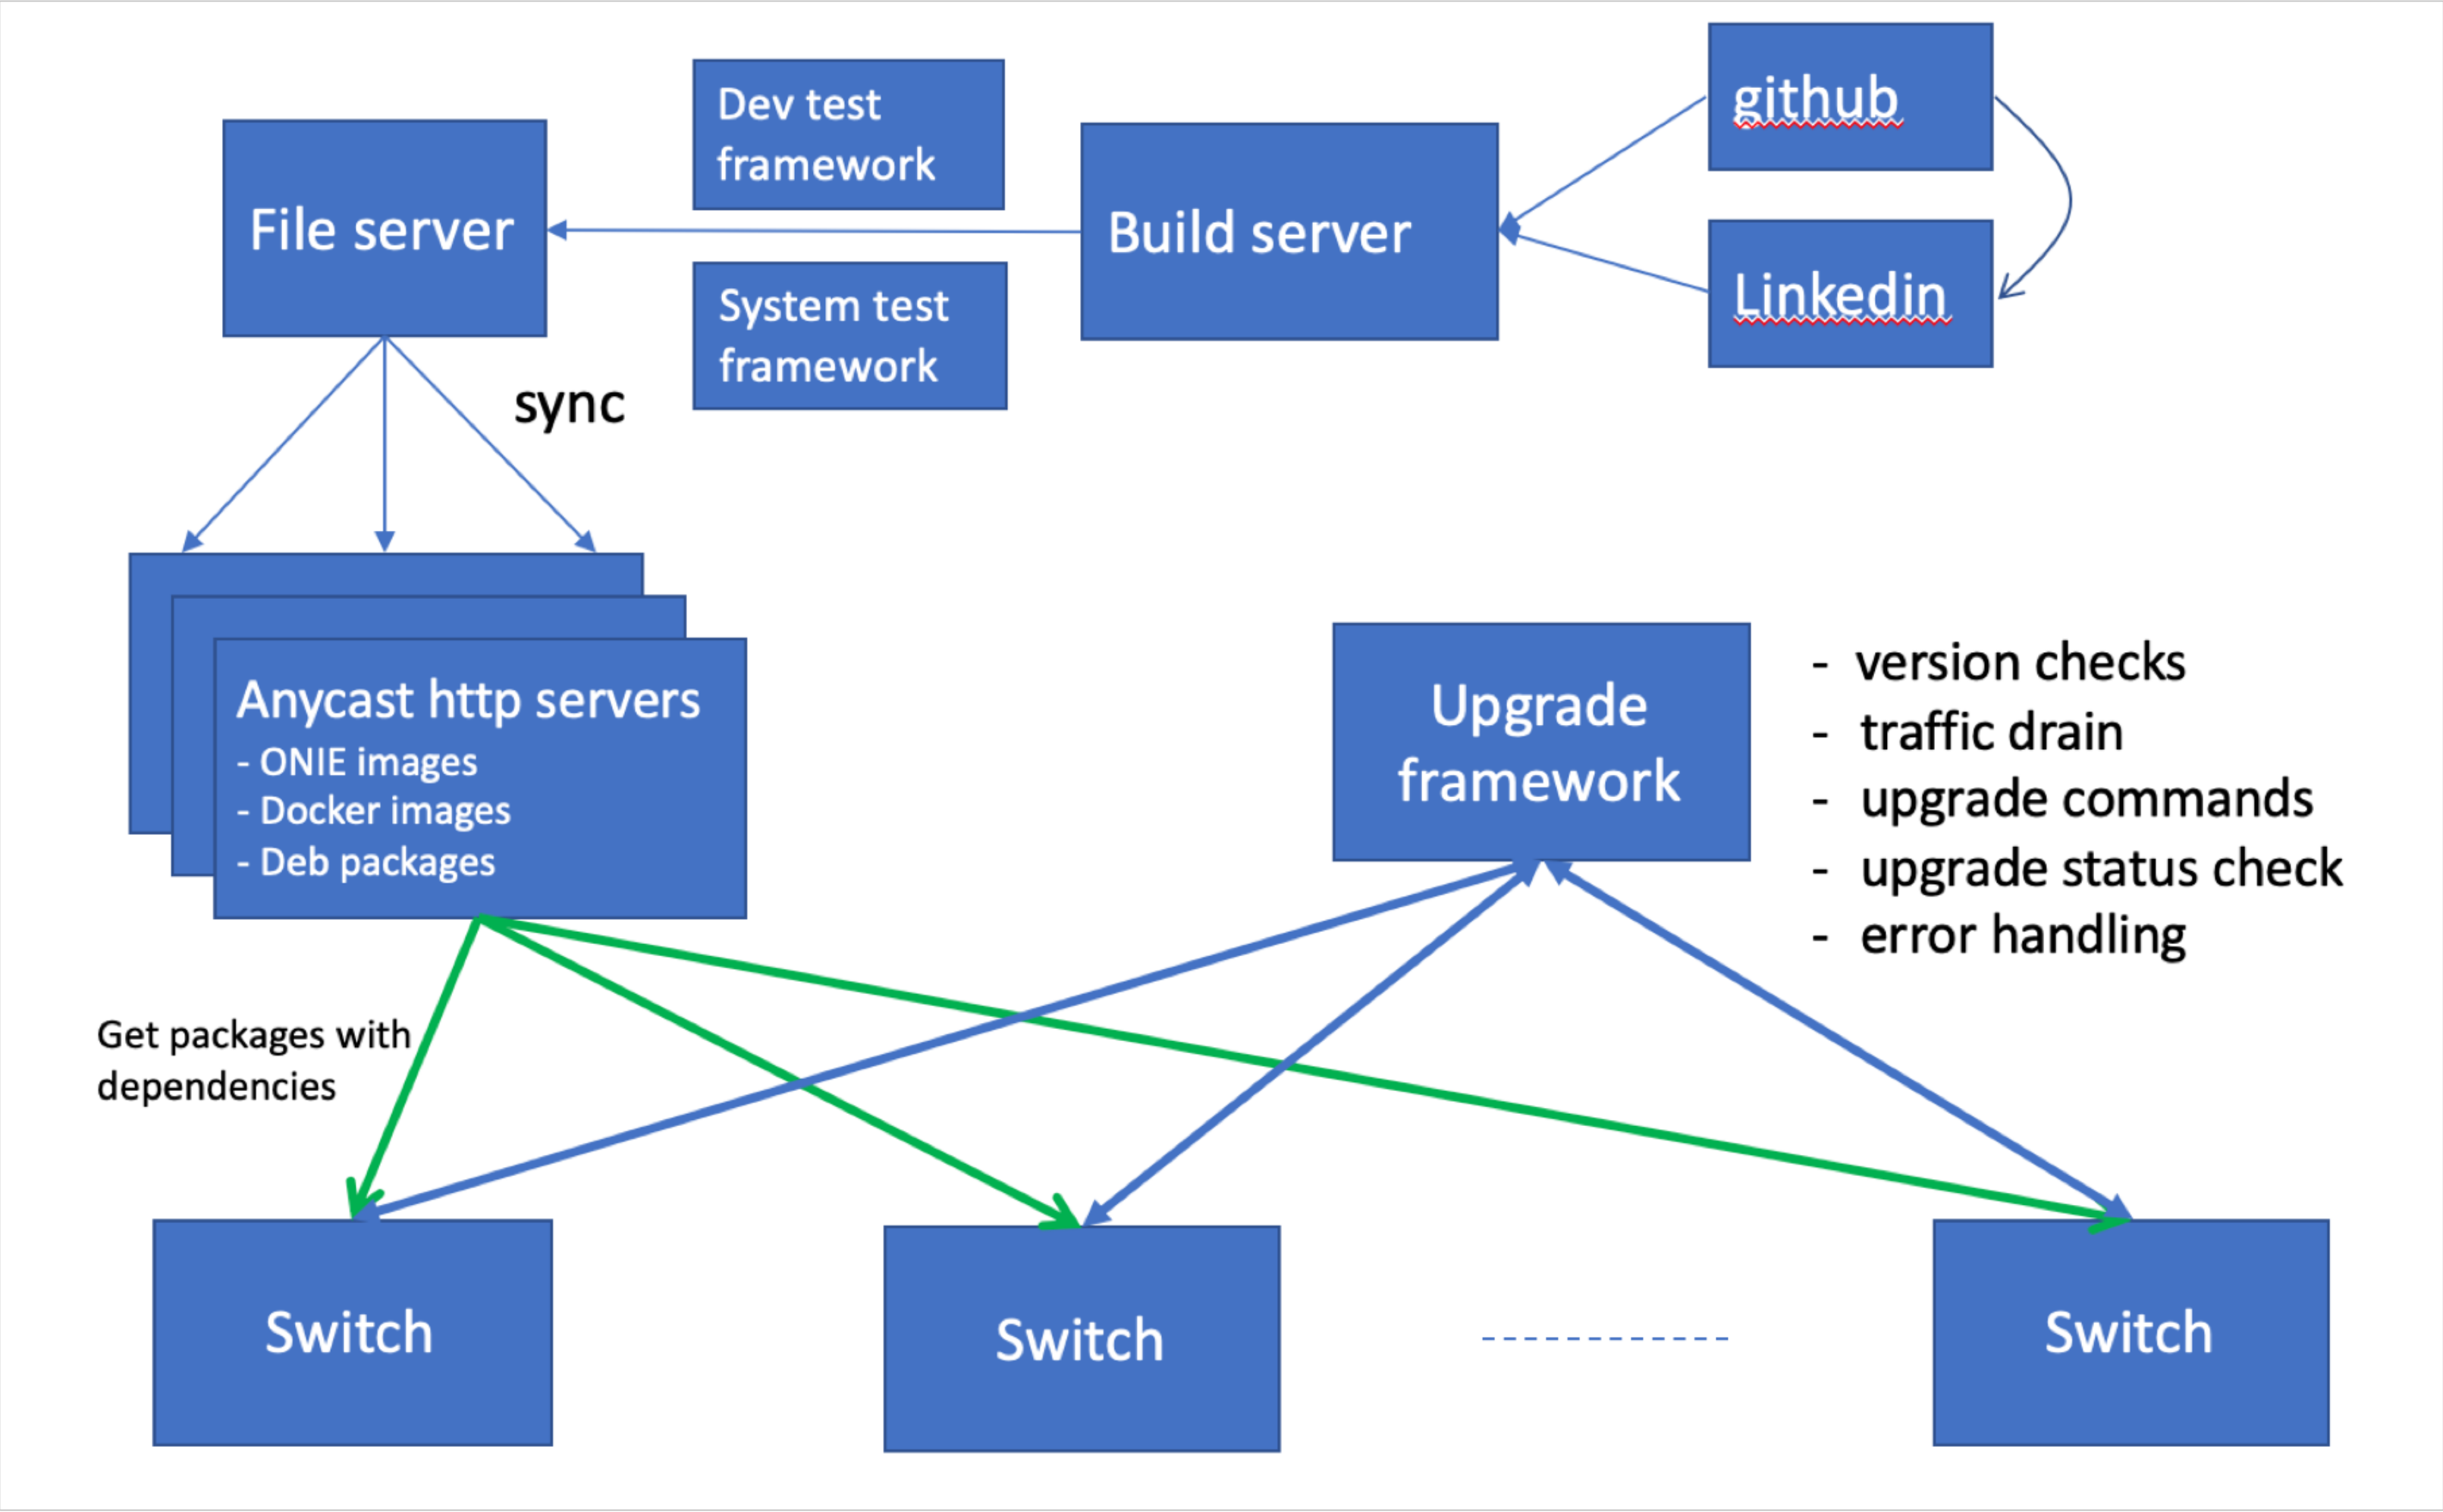 github
Dev test
framework
File server
Build server
Linkedin
System test
framework
sync
Anycast http servers
- ONIE images
- Docker images
- Deb packages
Upgrade
framework
- version checks
- traffic drain
- upgrade commands
- upgrade status check
- error handling
Get packages with
dependencies
Switch
Switch
Switch